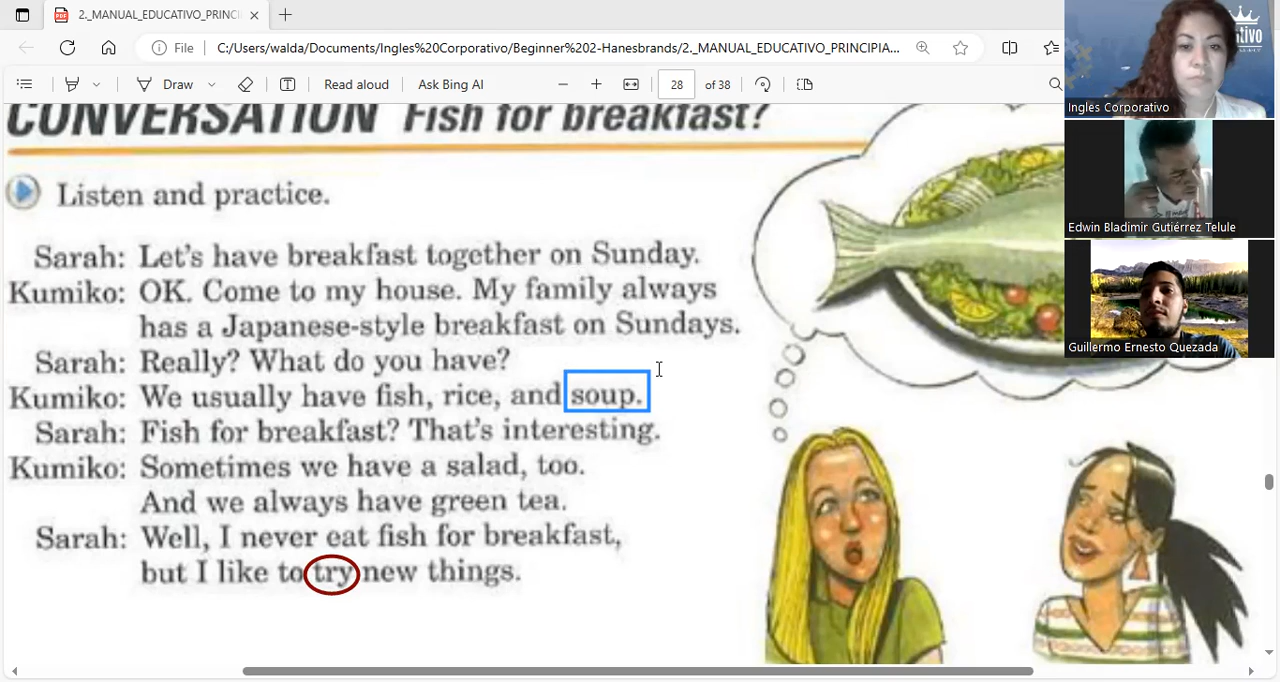 2._MANUAL_EDUCATIVO_PRINCI
File C:/Users/walda/Documents/Ingles%20Corporativo/Beginner%202-Hanesbrands/2._MANUAL_EDUCATIVO_PRINCIPIA...
Draw Read aloud Ask Bing AI 28 of 38
CONVERSATION Fish for breakfast?
Listen and practice.
Sarah: Let's have breakfast together on Sunday.
Kumiko: OK. Come to my house. My family always
has a Japanese-style breakfast on Sundays.
Sarah: Really? What do you have?
Kumiko: We usually have fish, rice, and soup.
Sarah: Fish for breakfast? That's interesting.
Kumiko: Sometimes we have a salad, too.
And we always have green tea.
Sarah: Well, I never eat fish for breakfast,
but I like to try new things.
Inglés Corporativo
Edwin Bladimir Gutiérrez Telule
Guillermo Ernesto Quezada